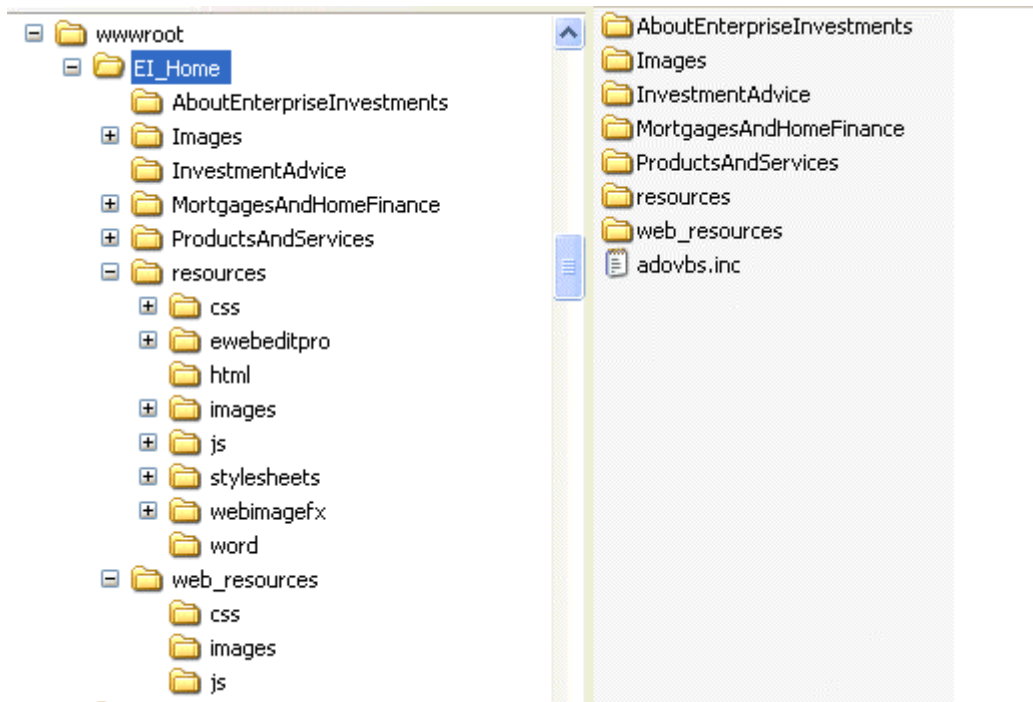 wwwroot
EI_Home
AboutEnterpriseInvestments
Images
InvestmentAdvice
MortgagesAndHomeFinance
ProductsAndServices
resources
css
ewebeditpro
html
images
js
stylesheets
webimagefx
word
web_resources
css
images
js
AboutEnterpriseInvestments
Images
InvestmentAdvice
MortgagesAndHomeFinance
ProductsAndServices
resources
web_resources
adovbs.inc